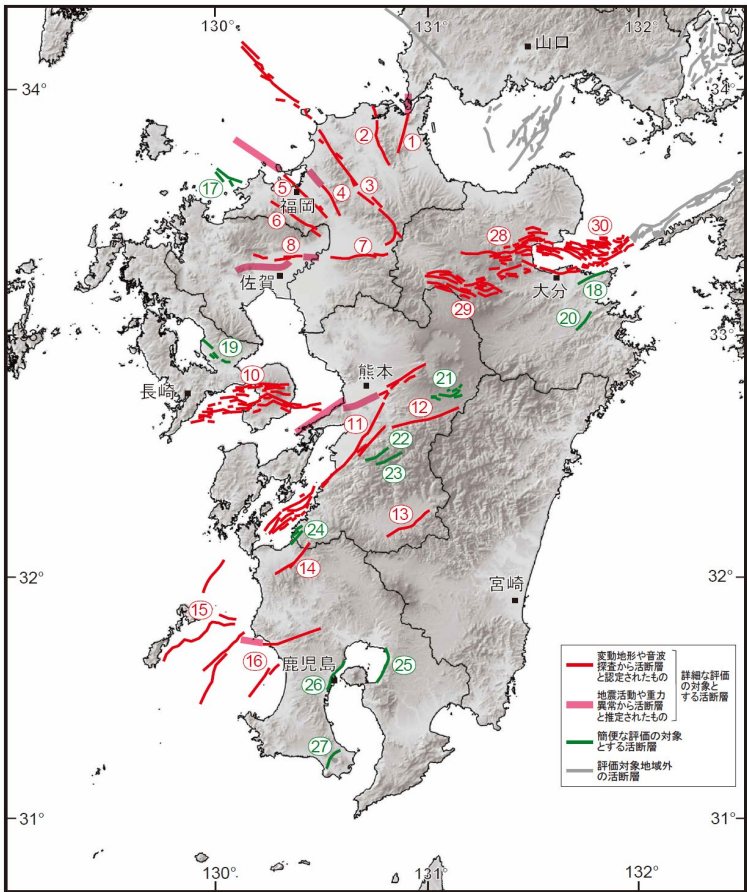 130°
131°
132°
山口
34°
34°
②
①
⑰
⑤
④
③
福岡
⑥
㉘
㉚
⑧
⑦
佐賀
大分
⑱
㉙
⑳
33°
⑲
熊本
⑩
㉑
長崎
⑫
⑪
㉒
㉓
⑬
㉔
⑭
32°
32°
宮崎
⑮
⑯
鹿児島
㉕
㉖
㉗
変動地形や音波
探査から活断層
と認定されたもの
地震活動や重力
異常から活断層
と推定されたもの
詳細な評価
の対象と
する活断層
簡便な評価の対象
とする活断層
評価対象地域外
の活断層
31°
31°
130°
131°
132°